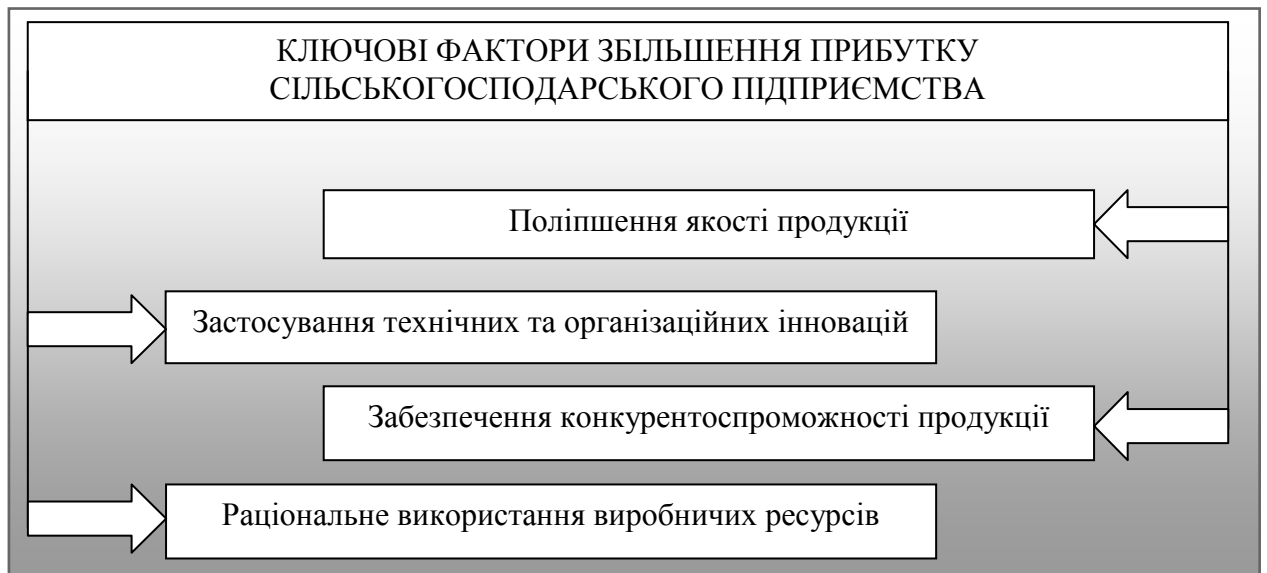 КЛЮЧОВІ ФАКТОРИ ЗБІЛЬШЕННЯ ПРИБУТКУ
СІЛЬСЬКОГОСПОДАРСЬКОГО ПІДПРИЄМСТВА
Поліпшення якості продукції
Застосування технічних та організаційних інновацій
Забезпечення конкурентоспроможності продукції
Раціональне використання виробничих ресурсів